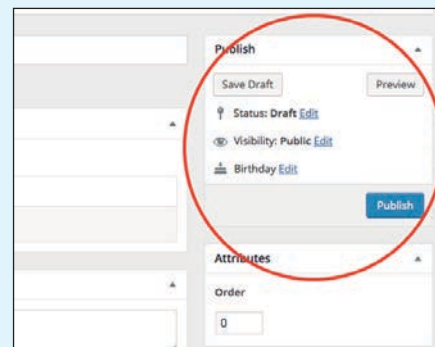 Publish
Save Draft Preview
Status: Draft Edit
Visibility: Public Edit
Birthday Edit
Publish
Attributes
Order
0